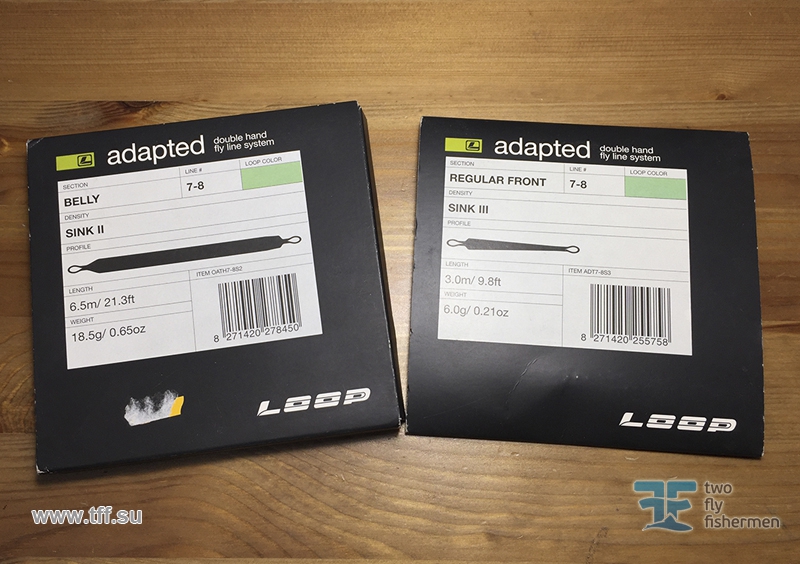 adapted double hand
fly line system
SECTION
BELLY
LINE #
7-8
LOOP COLOR
DENSITY
SINK II
PROFILE
LENGTH
6.5m/ 21.3ft
WEIGHT
18.5g/ 0.65oz
ITEM OATH7-8S2
8 271420 278450
LOOP
adapted double hand
fly line system
SECTION
REGULAR FRONT
LINE #
7-8
LOOP COLOR
DENSITY
SINK III
PROFILE
LENGTH
3.0m/ 9.8ft
WEIGHT
6.0g/ 0.21oz
ITEM ADT7-8S3
8 271420 255758
LOOP
www.tff.su
two
fly
fishermen